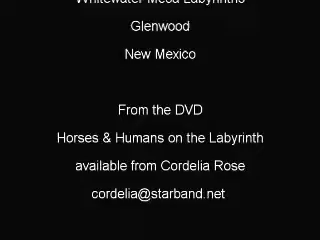 Whitewater Mesa Labyrinths
Glenwood
New Mexico
From the DVD
Horses & Humans on the Labyrinth
available from Cordelia Rose
cordelia@starband.net